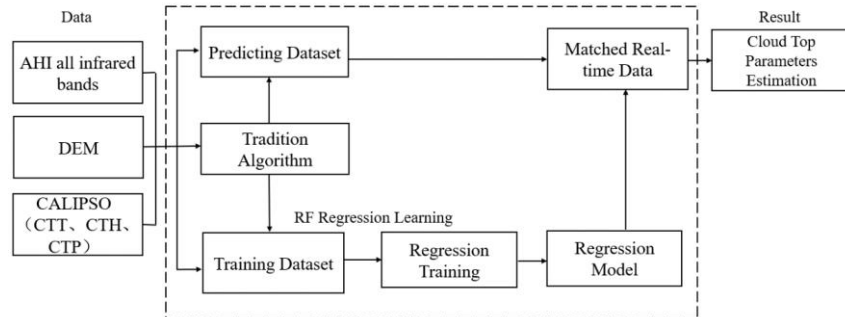 Data
Result
AHI all infrared
bands
DEM
CALIPSO
（CTT、CTH、
CTP）
Predicting Dataset
Tradition
Algorithm
RF Regression Learning
Training Dataset
Regression
Training
Regression
Model
Matched Real-
time Data
Cloud Top
Parameters
Estimation